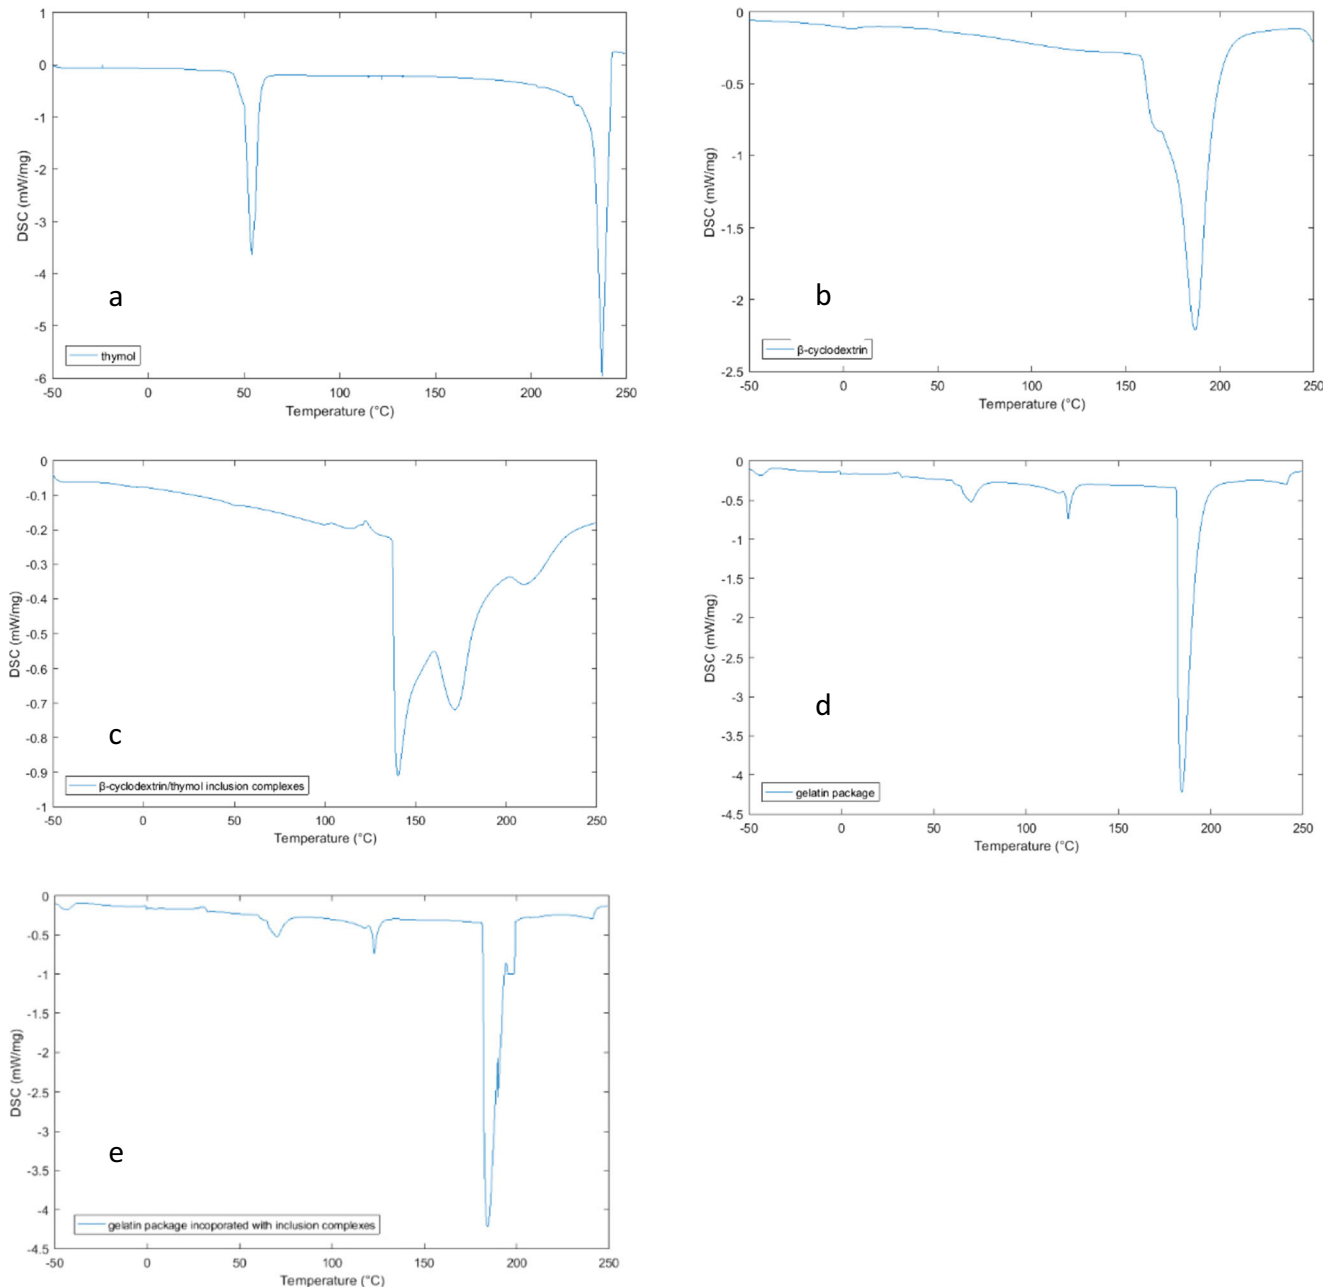 1
0
-1
-2
-3
-4
-5
-6
DSC (mW/mg)
a
thymol
-50 0 50 100 150 200 250
Temperature (°C)
0
-0.5
-1
-1.5
-2
-2.5
DSC (mW/mg)
b
β-cyclodextrin
-50 0 50 100 150 200 250
Temperature (°C)
0
-0.1
-0.2
-0.3
-0.4
-0.5
-0.6
-0.7
-0.8
-0.9
-1
DSC (mW/mg)
c
β-cyclodextrin/thymol inclusion complexes
-50 0 50 100 150 200 250
Temperature (°C)
0
-0.5
-1
-1.5
-2
-2.5
-3
-3.5
-4
-4.5
DSC (mW/mg)
d
gelatin package
-50 0 50 100 150 200 250
Temperature (°C)
0
-0.5
-1
-1.5
-2
-2.5
-3
-3.5
-4
-4.5
DSC (mW/mg)
e
gelatin package incoporated with inclusion complexes
-50 0 50 100 150 200 250
Temperature (°C)